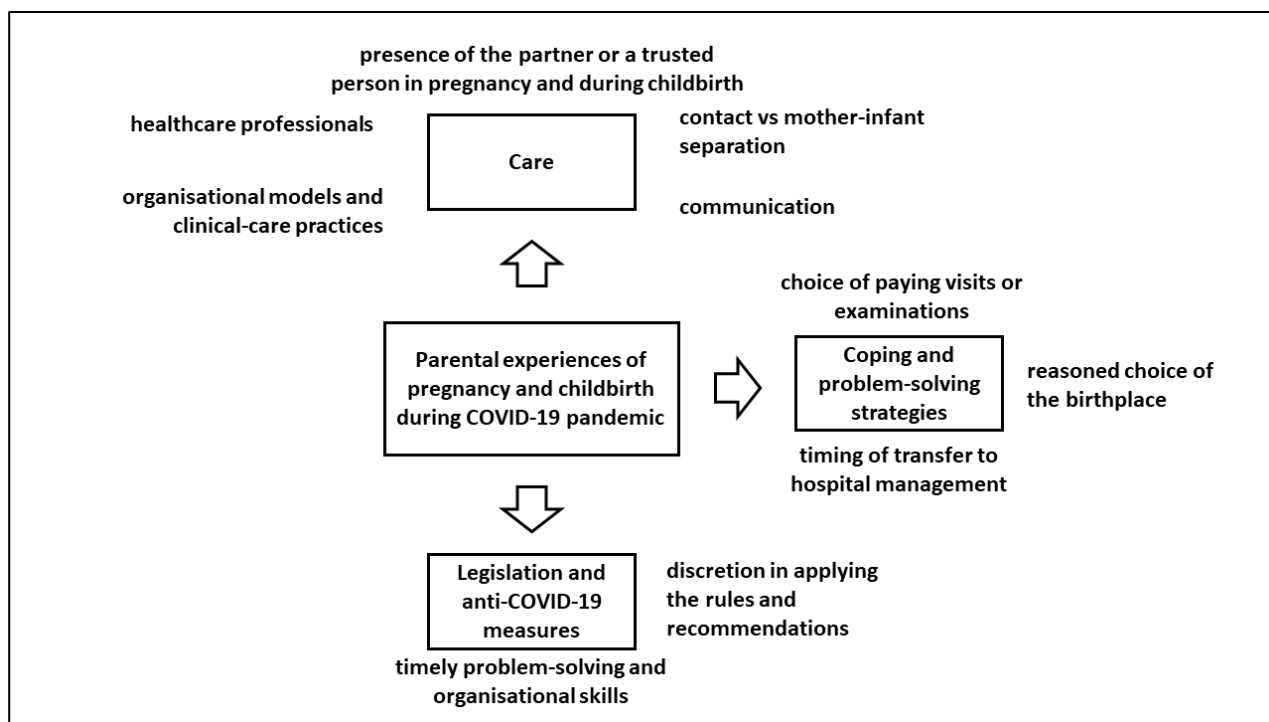 presence of the partner or a trusted
person in pregnancy and during childbirth
healthcare professionals
contact vs mother-infant
separation
Care
organisational models and
clinical-care practices
communication
choice of paying visits or
examinations
Parental experiences of
pregnancy and childbirth
during COVID-19 pandemic
Coping and
problem-solving
strategies
reasoned choice of
the birthplace
timing of transfer to
hospital management
Legislation and
anti-COVID-19
measures
discretion in applying
the rules and
recommendations
timely problem-solving and
organisational skills